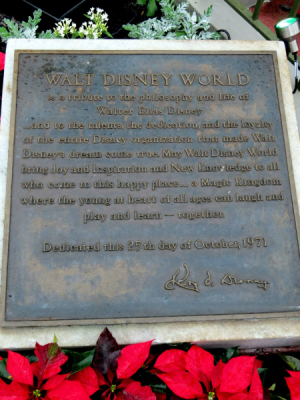 WALT DISNEY WORLD
is a tribute to the philosophy and life of
Walter Elias Disney
...and to the talents, the dedication, and the loyalty
of the entire Disney organization that made Walt
Disney's dream come true. May Walt Disney World
bring Joy and Inspiration and New Knowledge to all
who come to this happy place... a Magic Kingdom
where the young at heart of all ages can laugh and
play and learn — together.
Dedicated this 25th day of October, 1971
Roy O. Disney